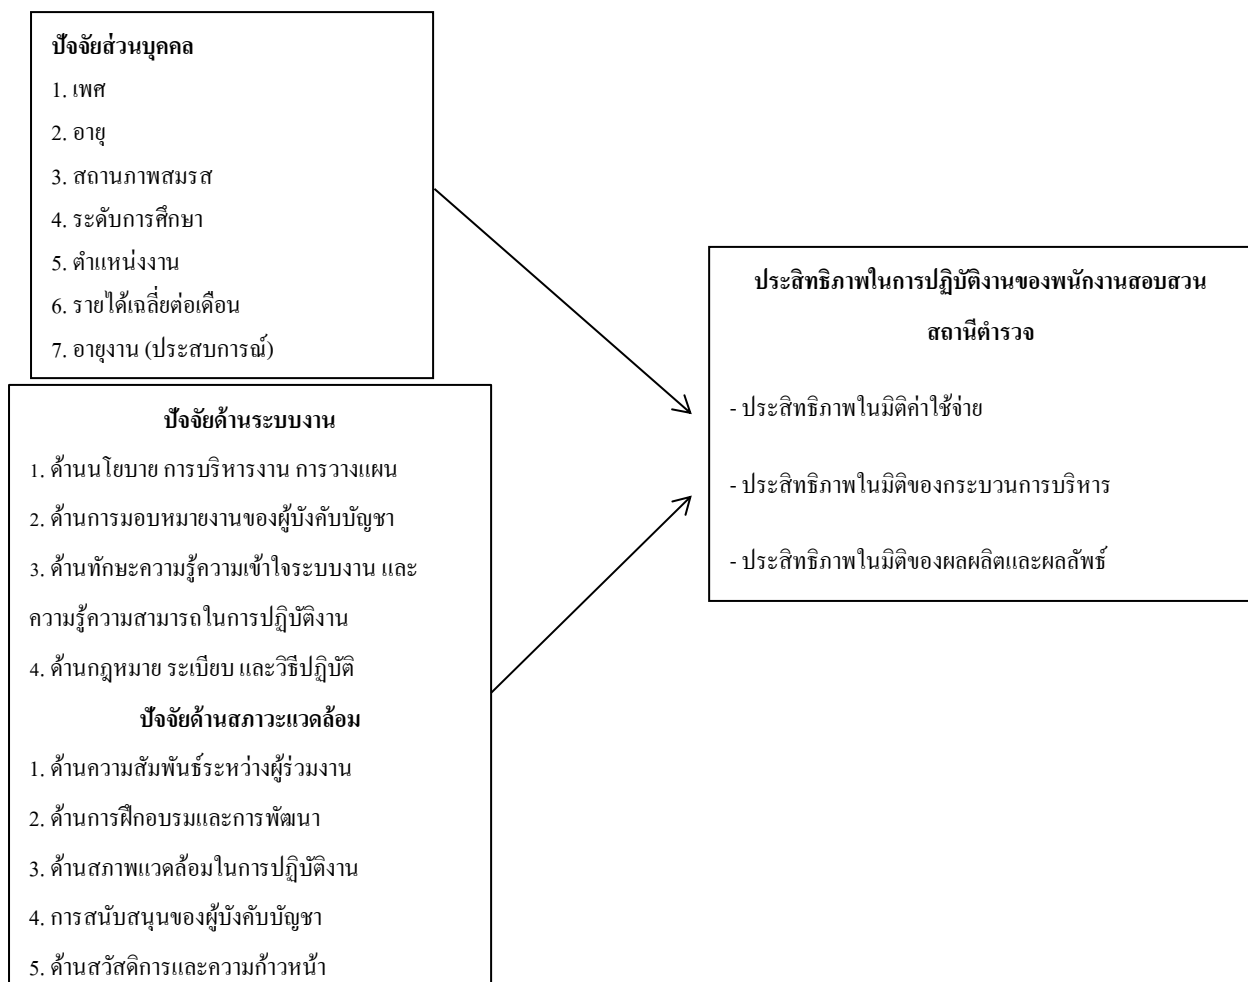 ปัจจัยส่วนบุคคล
1. เพศ
2. อายุ
3. สถานภาพสมรส
4. ระดับการศึกษา
5. ตำแหน่งงาน
6. รายได้เฉลี่ยต่อเดือน
7. อายุงาน (ประสบการณ์)
ปัจจัยด้านระบบงาน
1. ด้านนโยบาย การบริหารงาน การวางแผน
2. ด้านการมอบหมายงานของผู้บังคับบัญชา
3. ด้านทักษะความรู้ความเข้าใจระบบงาน และ
ความรู้ความสามารถในการปฏิบัติงาน
4. ด้านกฎหมาย ระเบียบ และวิธีปฏิบัติ
ปัจจัยด้านสภาวะแวดล้อม
1. ด้านความสัมพันธ์ระหว่างผู้ร่วมงาน
2. ด้านการฝึกอบรมและการพัฒนา
3. ด้านสภาพแวดล้อมในการปฏิบัติงาน
4. การสนับสนุนของผู้บังคับบัญชา
5. ด้านสวัสดิการและความก้าวหน้า
ประสิทธิภาพในการปฏิบัติงานของพนักงานสอบสวน
สถานีตำรวจ
- ประสิทธิภาพในมิติค่าใช้จ่าย
- ประสิทธิภาพในมิติของกระบวนการบริหาร
- ประสิทธิภาพในมิติของผลผลิตและผลลัพธ์